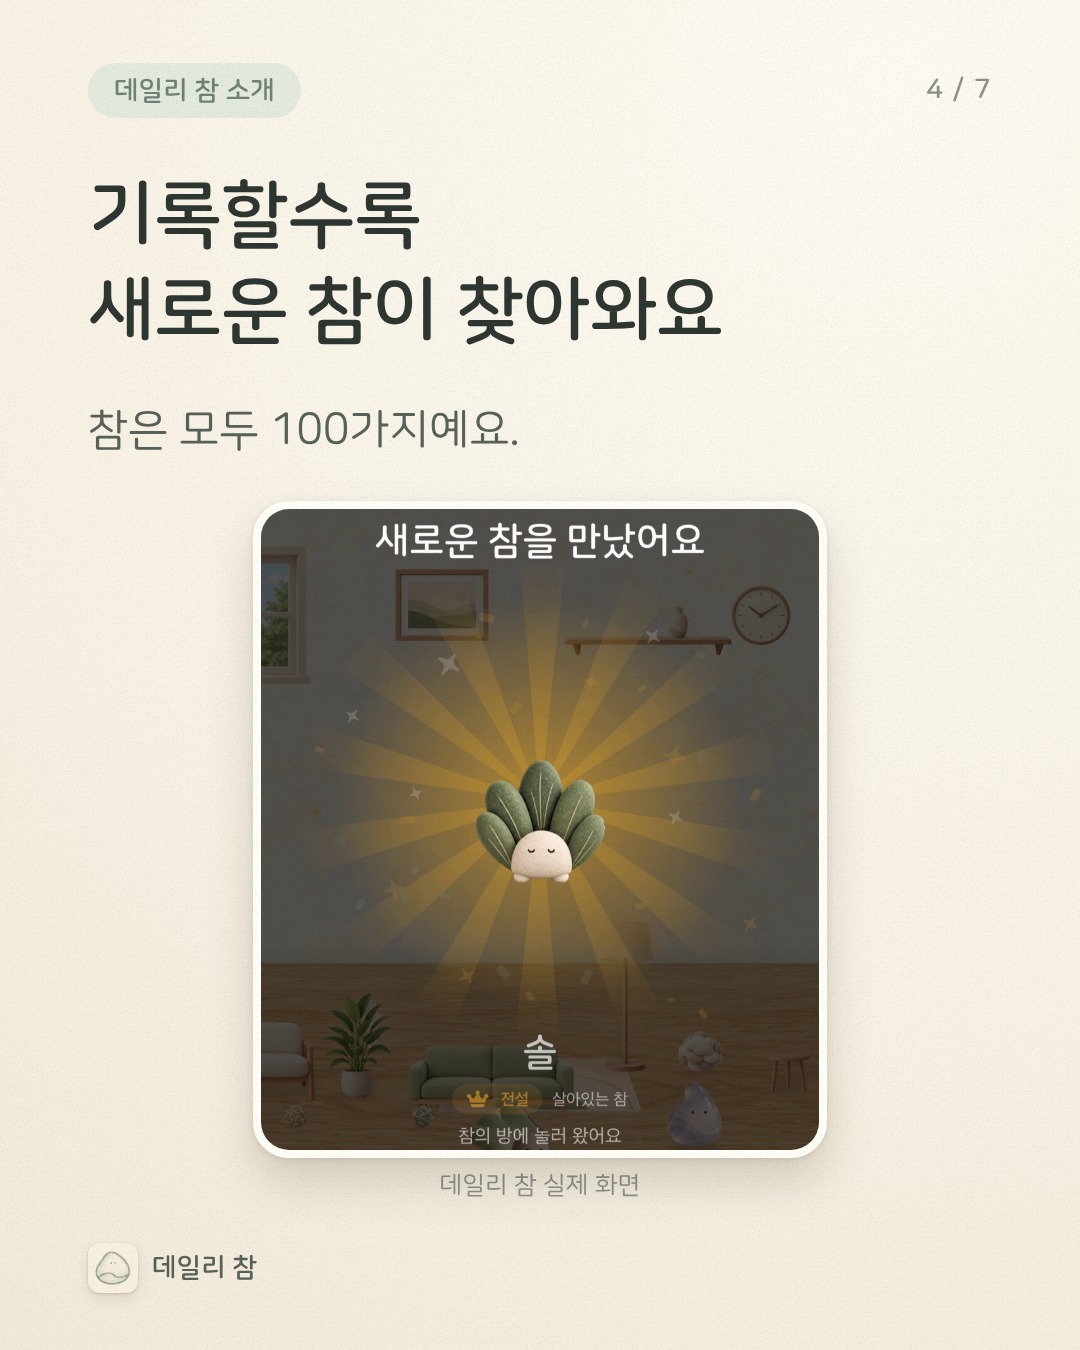 데일리 참 소개
4 / 7
기록할수록
새로운 참이 찾아와요
참은 모두 100가지예요.
새로운 참을 만났어요
솔
전설 살아있는 참
참의 방에 놀러 왔어요
데일리 참 실제 화면
데일리 참